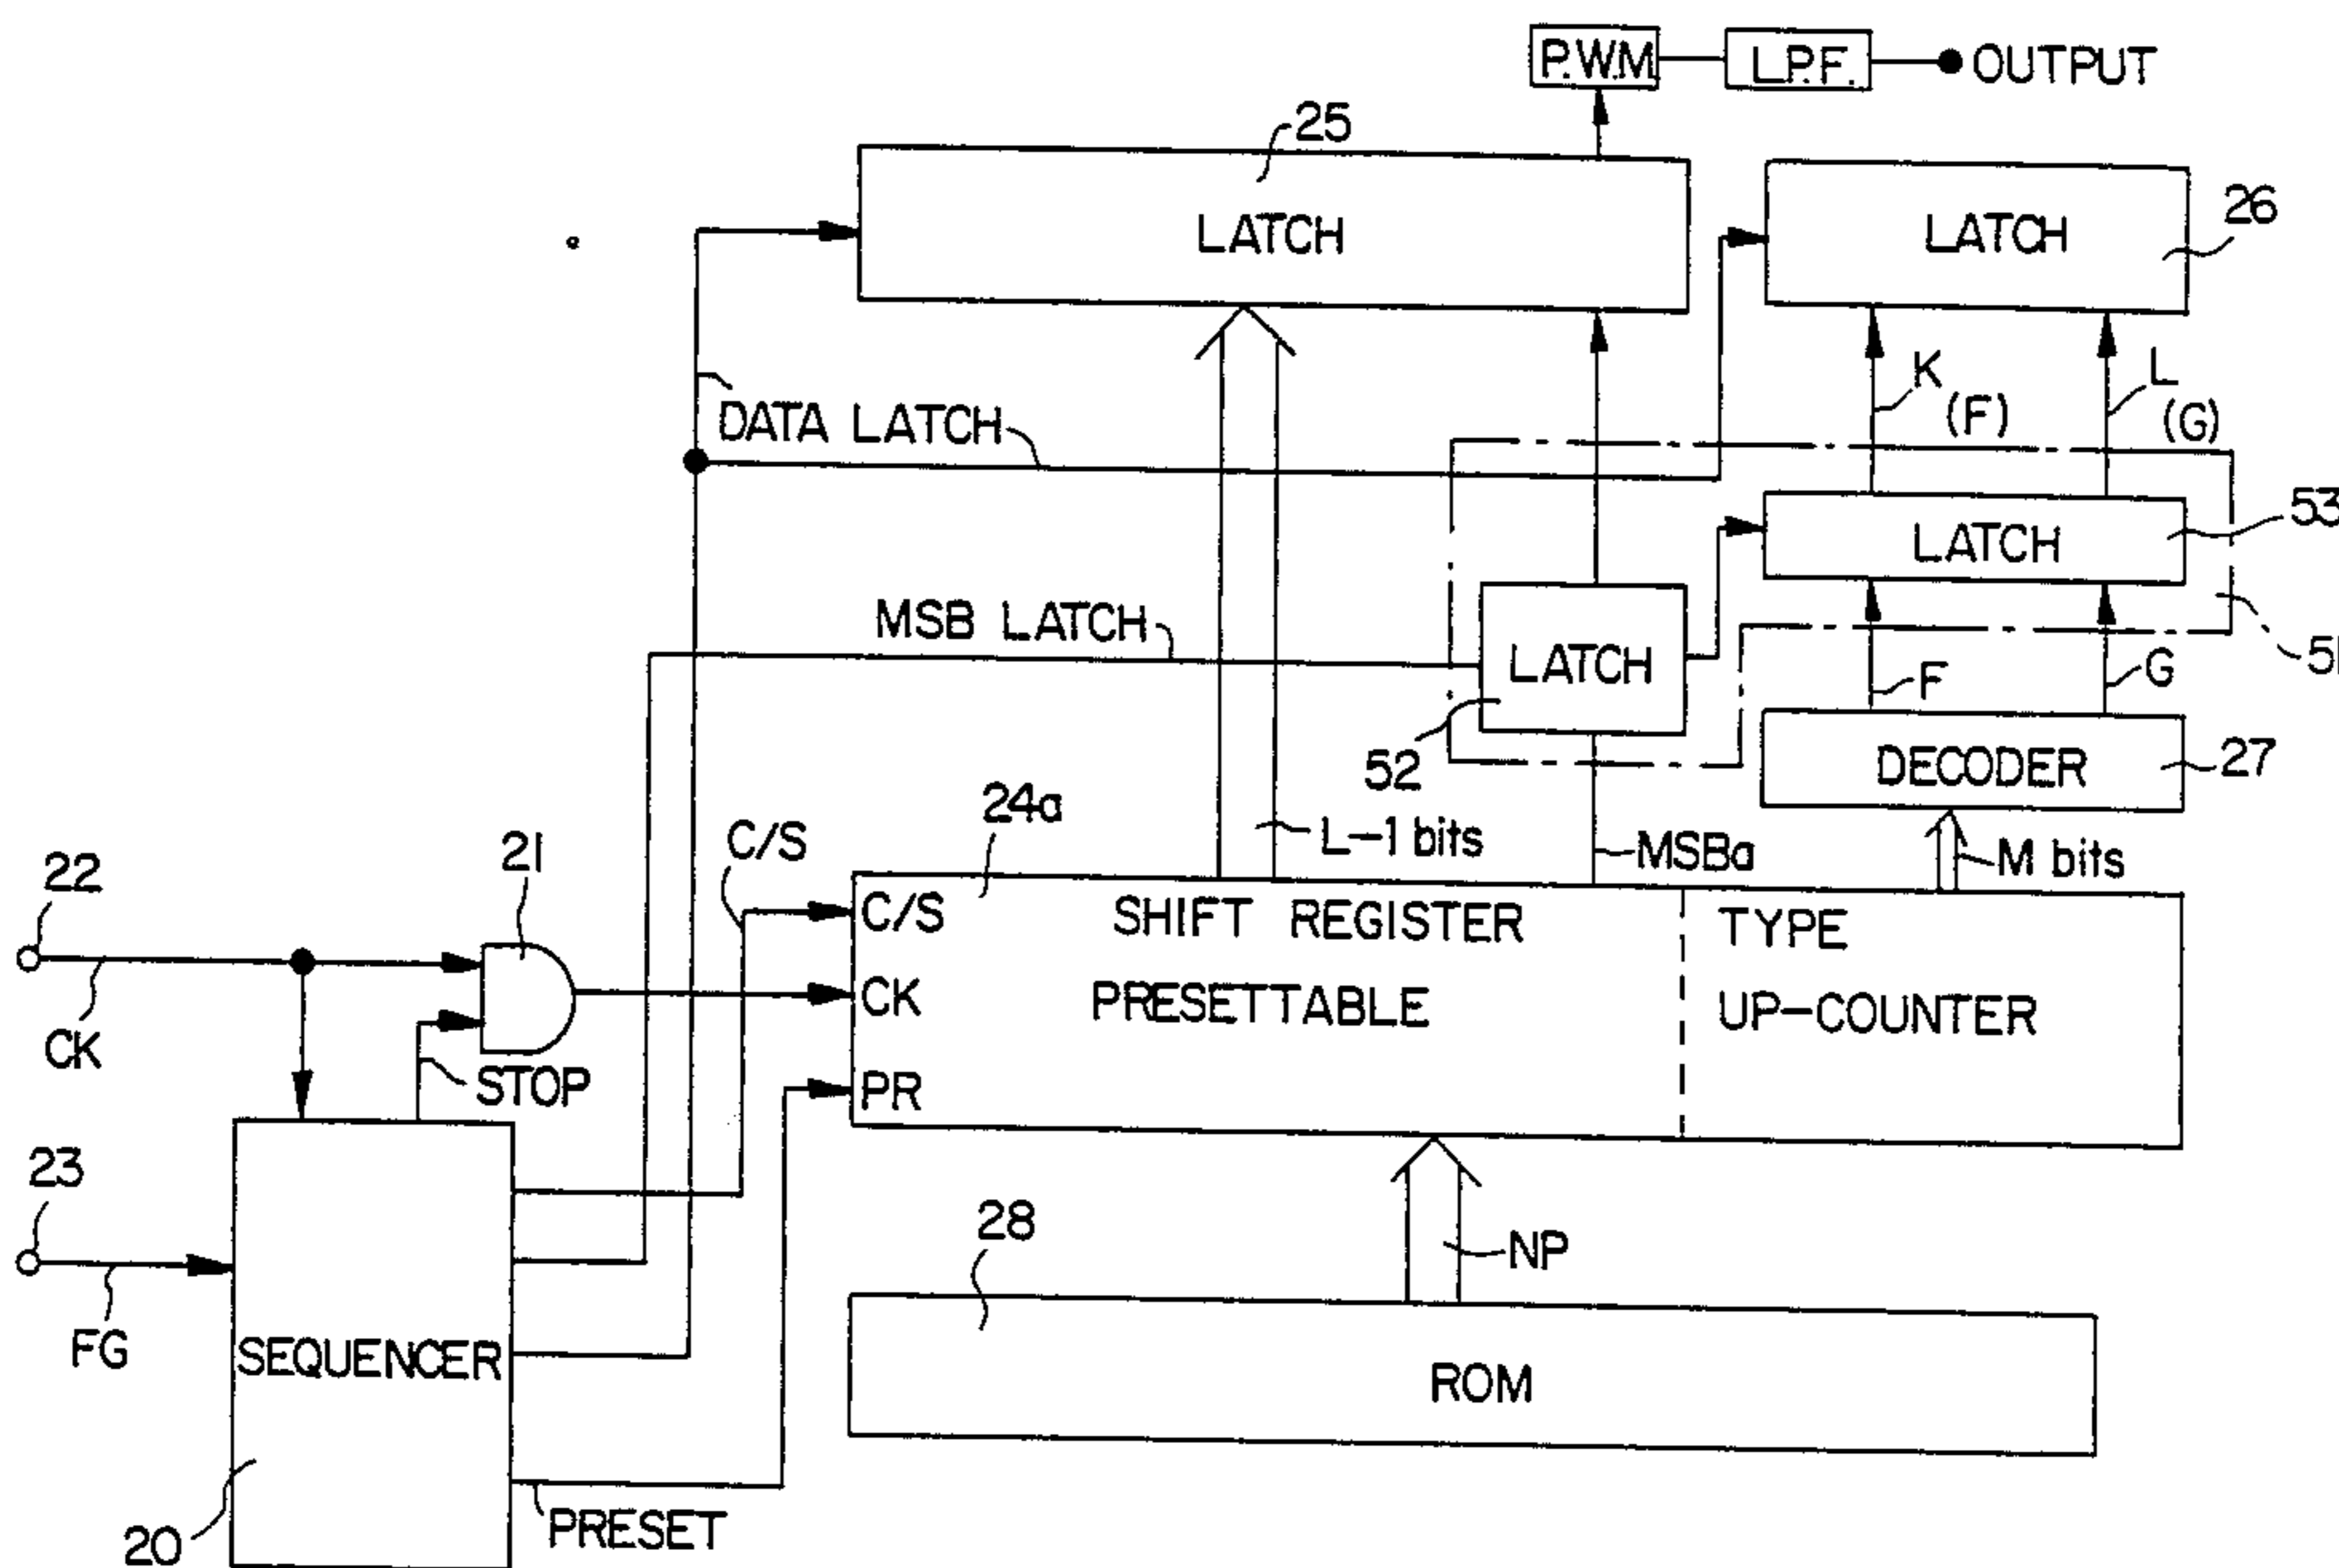 P.W.M
L.P.F.
OUTPUT
25
LATCH
LATCH
26
K
(F)
L
(G)
DATA LATCH
LATCH
53
MSB LATCH
LATCH
52
F
G
DECODER
27
24a
C/S
L-1 bits
MSBa
M bits
21
22
CK
STOP
C/S
CK
PR
SHIFT REGISTER
TYPE
PRESETTABLE
UP-COUNTER
23
FG
SEQUENCER
20
PRESET
28
NP
ROM